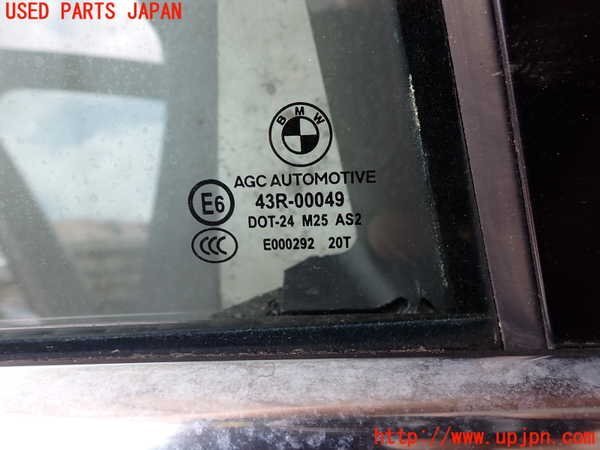 USED PARTS JAPAN
BMW
AGC AUTOMOTIVE
E6 43R-00049
DOT-24 M25 AS2
CCC E000292 20T
http://www.upjpn.com/